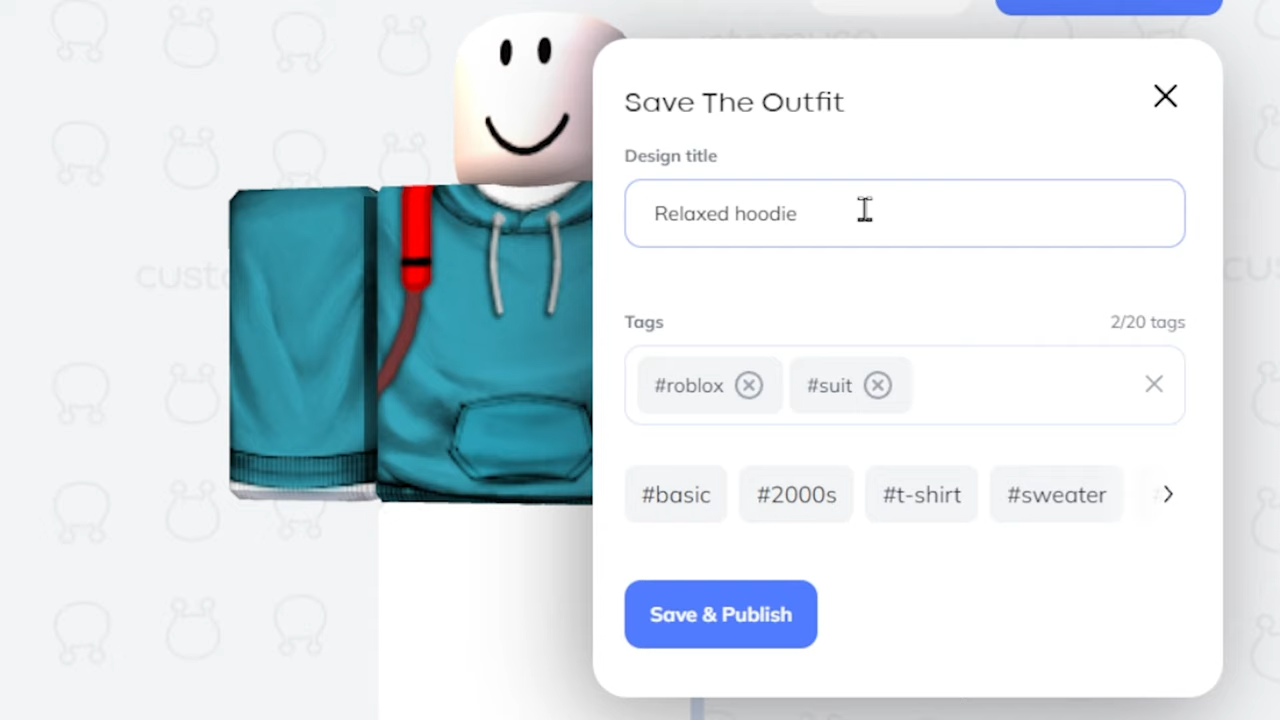 Save The Outfit
Design title
Relaxed hoodie
Tags
2/20 tags
#roblox
#suit
#basic
#2000s
#t-shirt
#sweater
Save & Publish